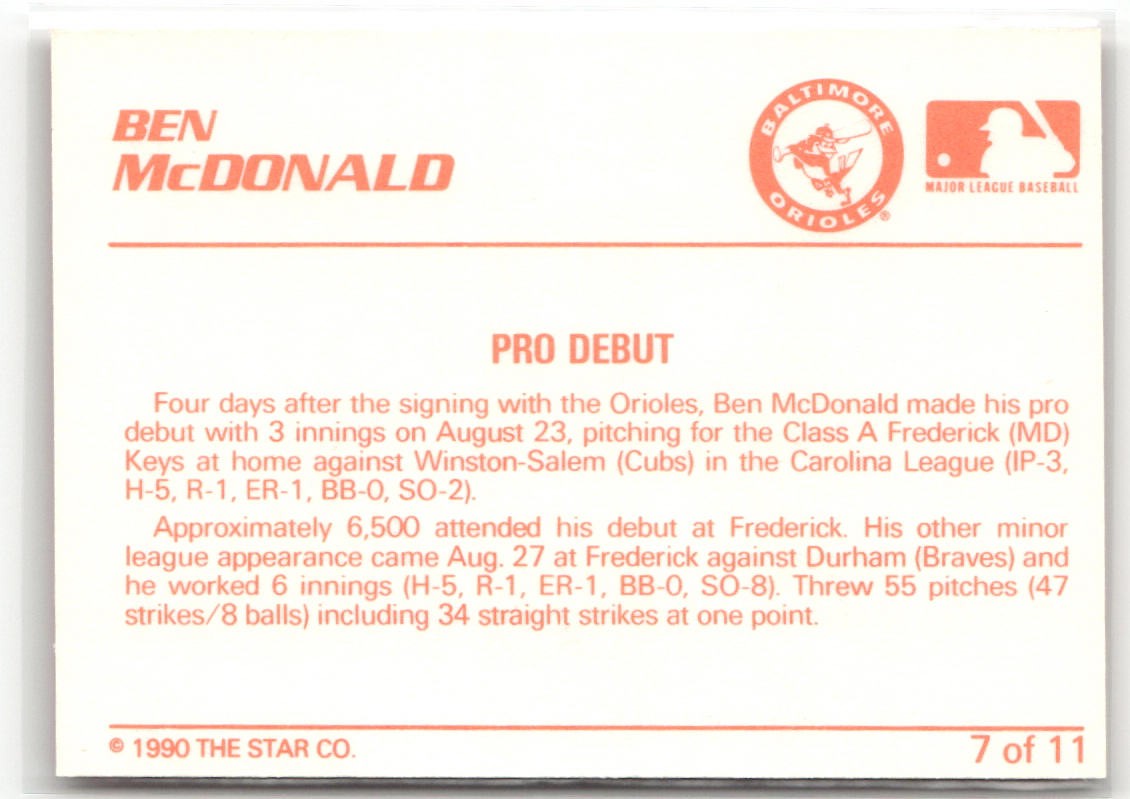 BEN
McDONALD
BALTIMORE
ORIOLES
®
MAJOR LEAGUE BASEBALL
PRO DEBUT
Four days after the signing with the Orioles, Ben McDonald made his pro
debut with 3 innings on August 23, pitching for the Class A Frederick (MD)
Keys at home against Winston-Salem (Cubs) in the Carolina League (IP-3,
H-5, R-1, ER-1, BB-0, SO-2).
Approximately 6,500 attended his debut at Frederick. His other minor
league appearance came Aug. 27 at Frederick against Durham (Braves) and
he worked 6 innings (H-5, R-1, ER-1, BB-0, SO-8). Threw 55 pitches (47
strikes/8 balls) including 34 straight strikes at one point.
© 1990 THE STAR CO.
7 of 11